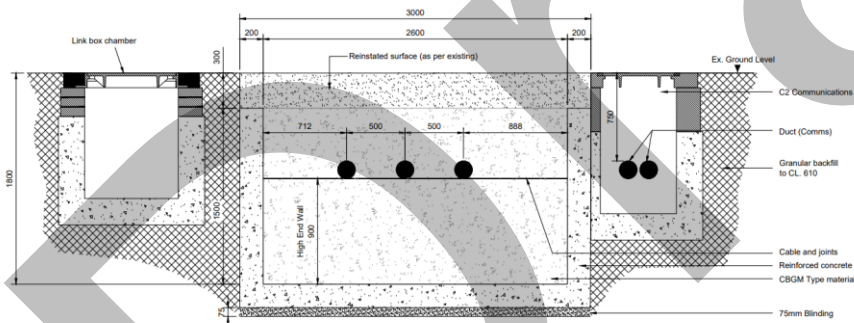 3000
200
2600
200
Link box chamber
Reinstated surface (as per existing)
Ex. Ground Level
300
C2 Communications
750
Duct (Comms)
712
500
500
888
Granular backfill
to CL. 610
1800
1500
High End Wall
900
Cable and joints
Reinforced concrete
CBGM Type materia
75
75mm Blinding